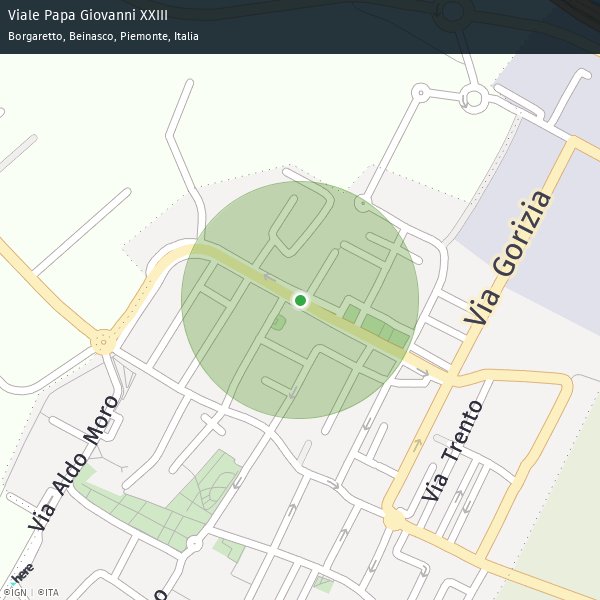 Viale Papa Giovanni XXIII
Borgaretto, Beinasco, Piemonte, Italia
Via Gorizia
Via Trento
Via Aldo Moro
o
here
©IGN | ©ITA